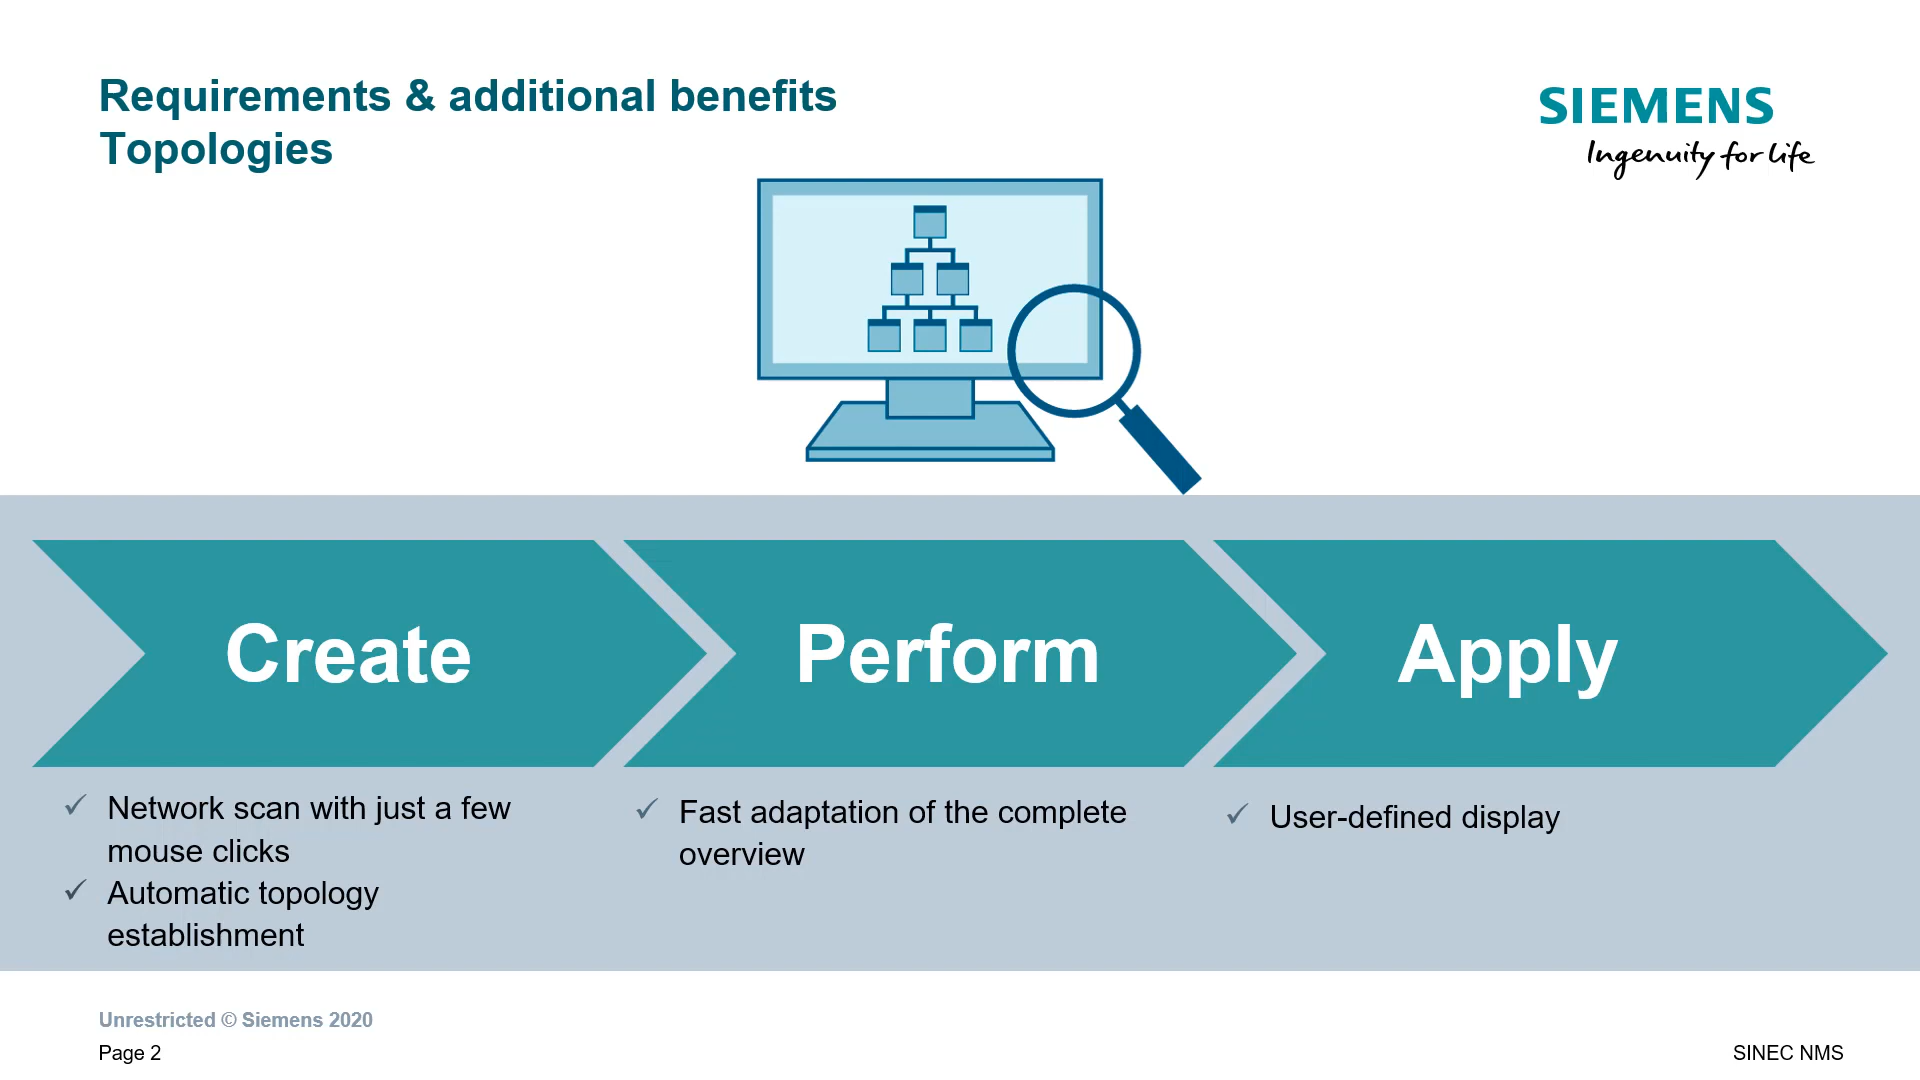 Requirements & additional benefits
Topologies
SIEMENS
Ingenuity for life
Create
Perform
Apply
✓ Network scan with just a few
mouse clicks
✓ Automatic topology
establishment
✓ Fast adaptation of the complete
overview
✓ User-defined display
Unrestricted © Siemens 2020
Page 2
SINEC NMS